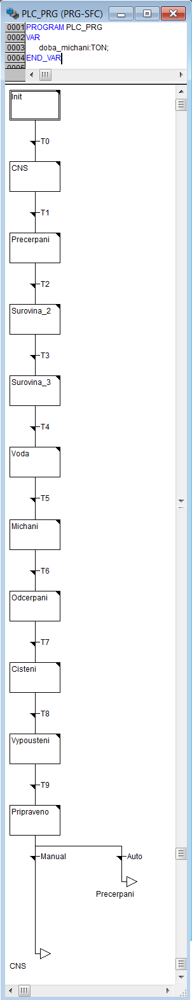 PLC_PRG (PRG-SFC)
0001 PROGRAM PLC_PRG
0002 VAR
0003 doba_michani:TON;
0004 END_VAR
0005
Init
T0
CNS
T1
Precerpani
T2
Surovina_2
T3
Surovina_3
T4
Voda
T5
Michani
T6
Odcerpani
T7
Cisteni
T8
Vypousteni
T9
Pripraveno
Manual
Auto
Precerpani
CNS